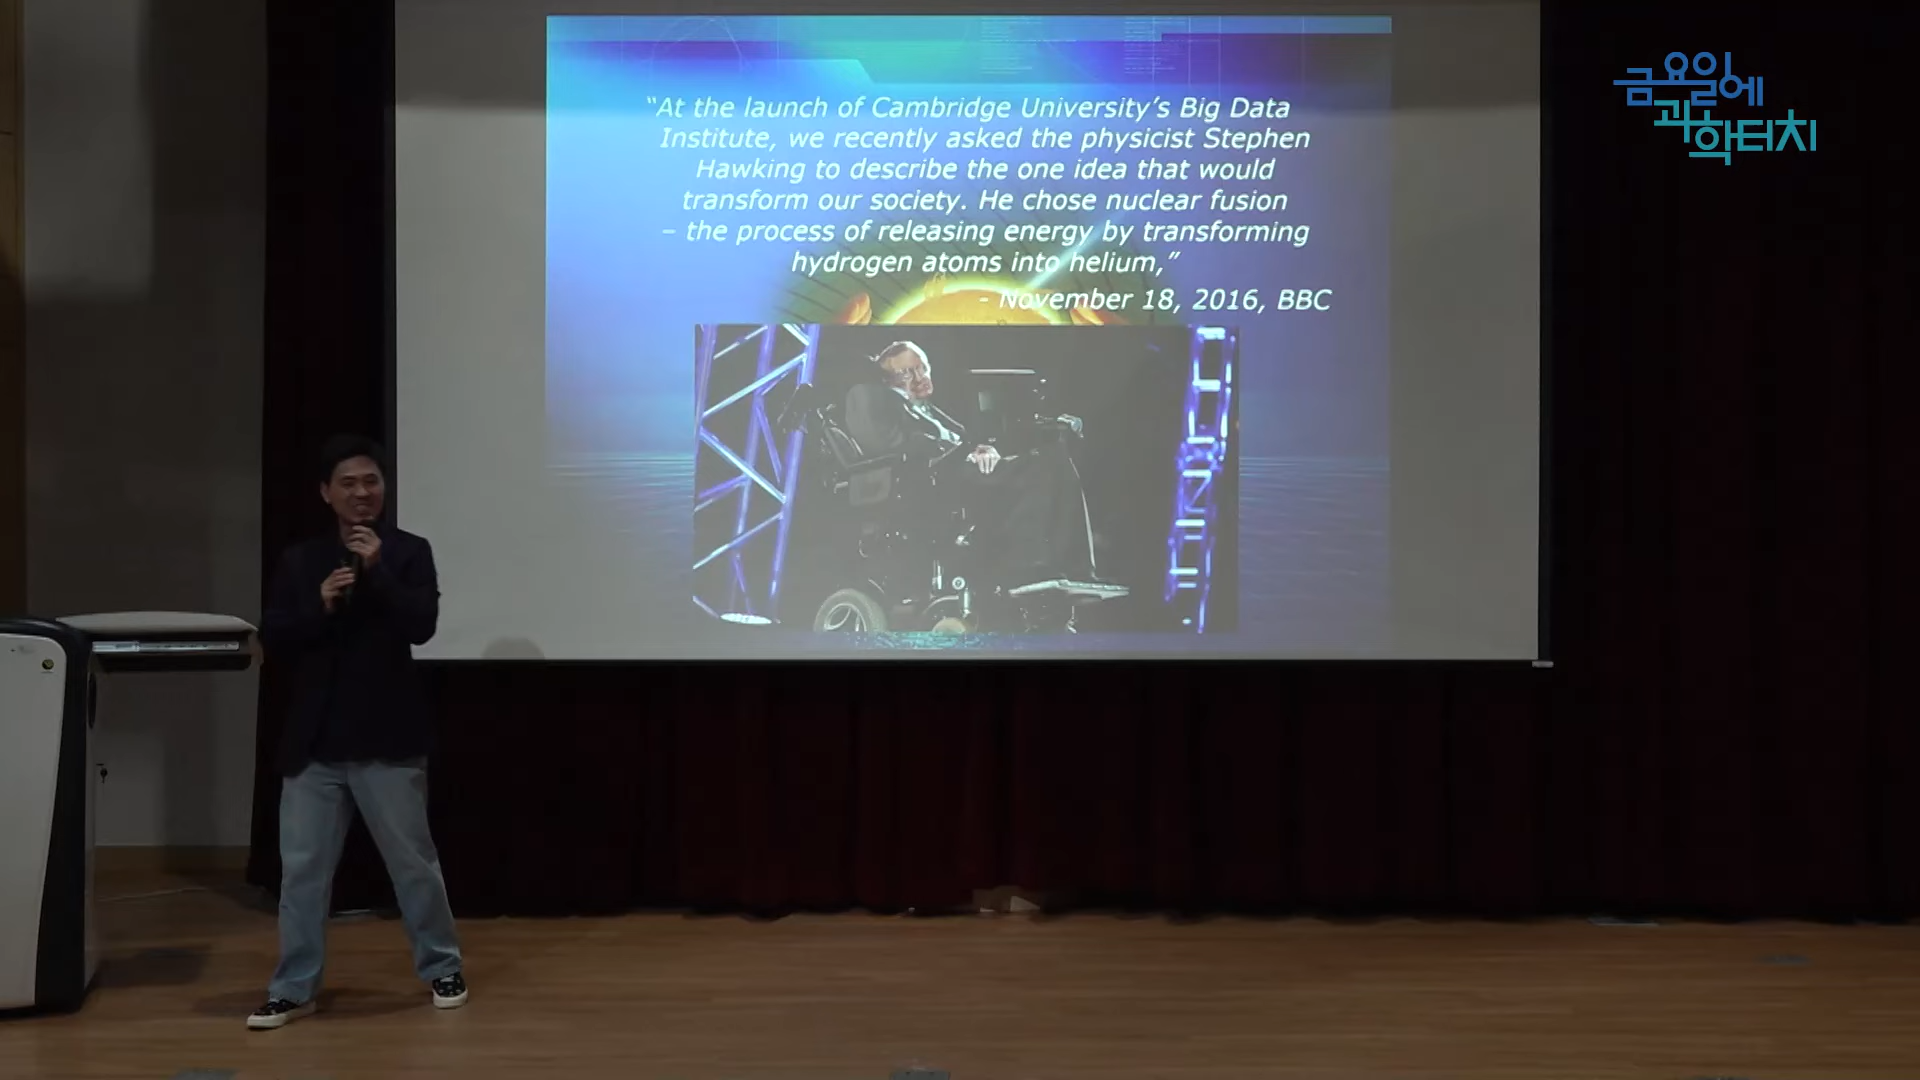 “At the launch of Cambridge University’s Big Data
Institute, we recently asked the physicist Stephen
Hawking to describe the one idea that would
transform our society. He chose nuclear fusion
– the process of releasing energy by transforming
hydrogen atoms into helium,”
- November 18, 2016, BBC
금요일에
과학터치